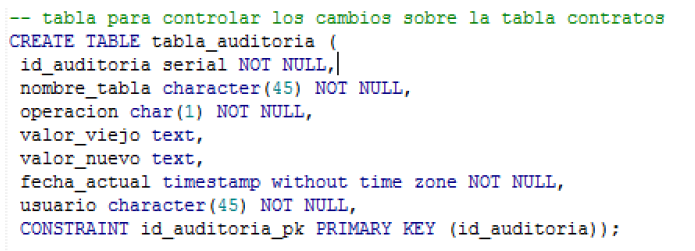 -- tabla para controlar los cambios sobre la tabla contratos
CREATE TABLE tabla_auditoria (
id_auditoria serial NOT NULL,
nombre_tabla character(45) NOT NULL,
operacion char(1) NOT NULL,
valor_viejo text,
valor_nuevo text,
fecha_actual timestamp without time zone NOT NULL,
usuario character(45) NOT NULL,
CONSTRAINT id_auditoria_pk PRIMARY KEY (id_auditoria));